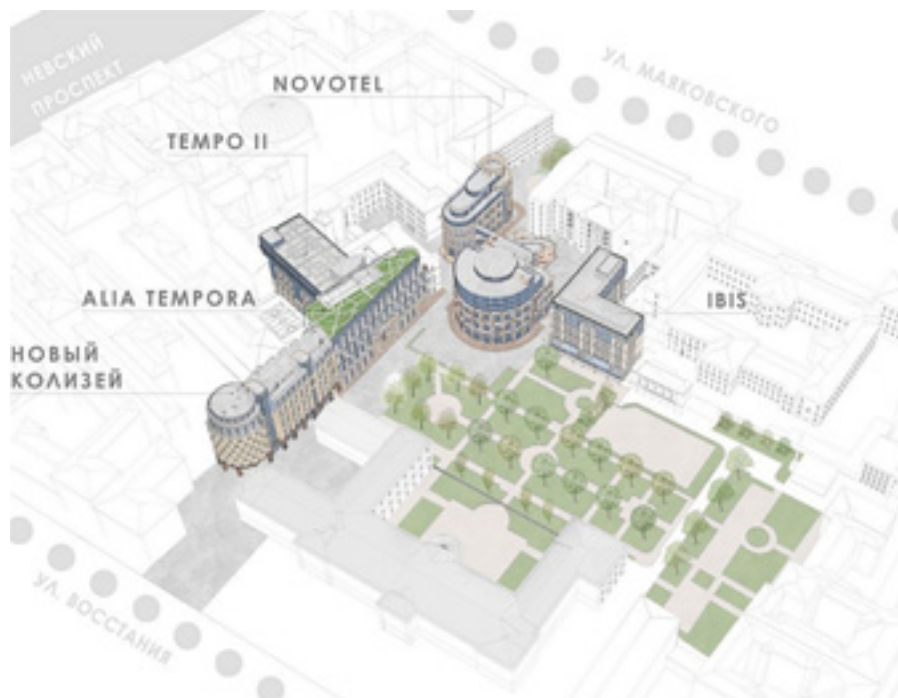 НЕВСКИЙ
ПРОСПЕКТ
УЛ. МАЯКОВСКОГО
NOVOTEL
TEMPO II
ALIA TEMPORA
IBIS
НОВЫЙ
КОЛИЗЕЙ
УЛ. ВОССТАНИЯ